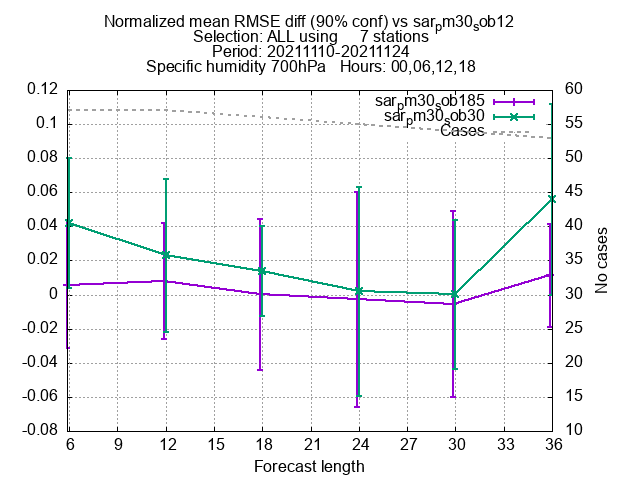 Normalized mean RMSE diff (90% conf) vs sar_pm30_sob12
Selection: ALL using     7 stations
Period: 20211110-20211124
Specific humidity 700hPa   Hours: 00,06,12,18
0.12
0.1
0.08
0.06
0.04
0.02
0
-0.02
-0.04
-0.06
-0.08
sar_pm30_sob185
sar_pm30_sob30
Cases
60
55
50
45
40
35
30
25
20
15
10
No cases
6 9 12 15 18 21 24 27 30 33 36
Forecast length